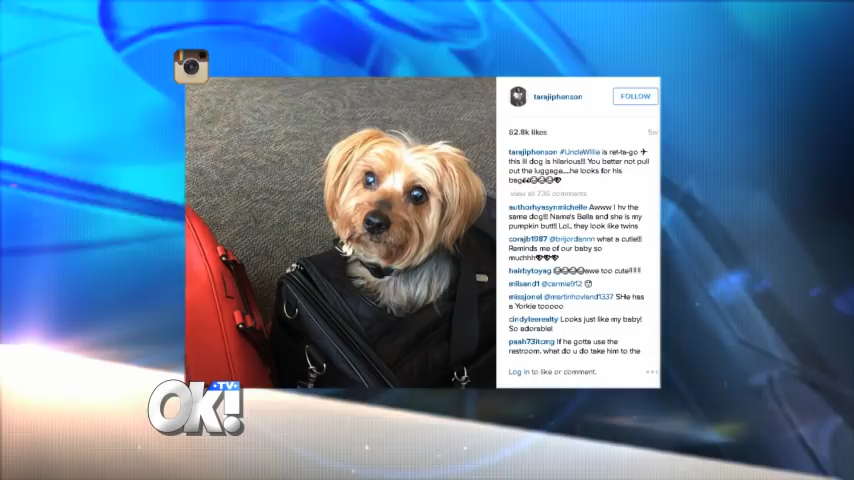 tarajiphenson
FOLLOW
62.8k likes
5w
tarajiphenson #UncleWillie is ret-ta-go ✈
this lil dog is hilarious!!! You better not pull
out the luggage....he looks for his
view all 736 comments
authorhyasynmichelle Awww I hv the
same dog!!! Name's Bella and she is my
pumpkin butt!! Lol.. they look like twins
corajb1987 @brijordannn what a cutie!!!
Reminds me of our baby so
muchhh
hairbytoyag 😂😂😂😂awe too cute!!!!!
milsand1 @carmie912
missjonel @martinhovland1337 SHe has
a Yorkie tooooo
cindyleerealty Looks just like my baby!
So adorable!
If he gotta use the
restroom, what do u do take him to the
Log in to like or comment.
•••
OK! TV